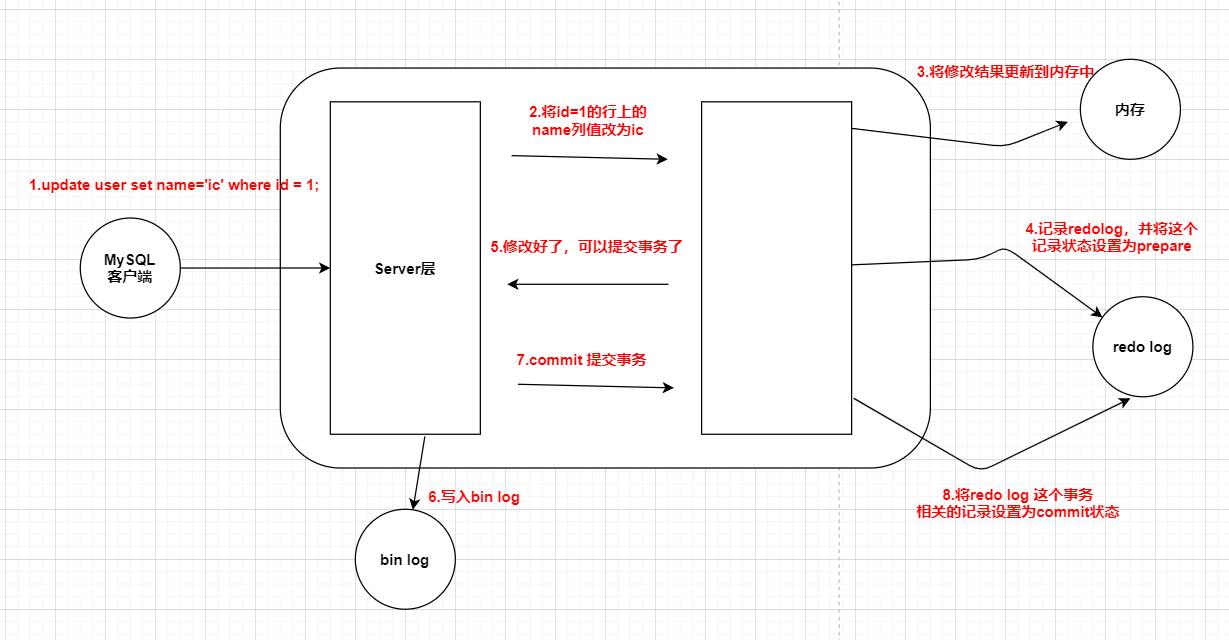 3.将修改结果更新到内存中
内存
2.将id=1的行上的
name列值改为ic
1.update user set name='ic' where id = 1;
4.记录redolog，并将这个
记录状态设置为prepare
5.修改好了，可以提交事务了
MySQL
客户端
Server层
redo log
7.commit 提交事务
6.写入bin log
8.将redo log 这个事务
相关的记录设置为commit状态
bin log